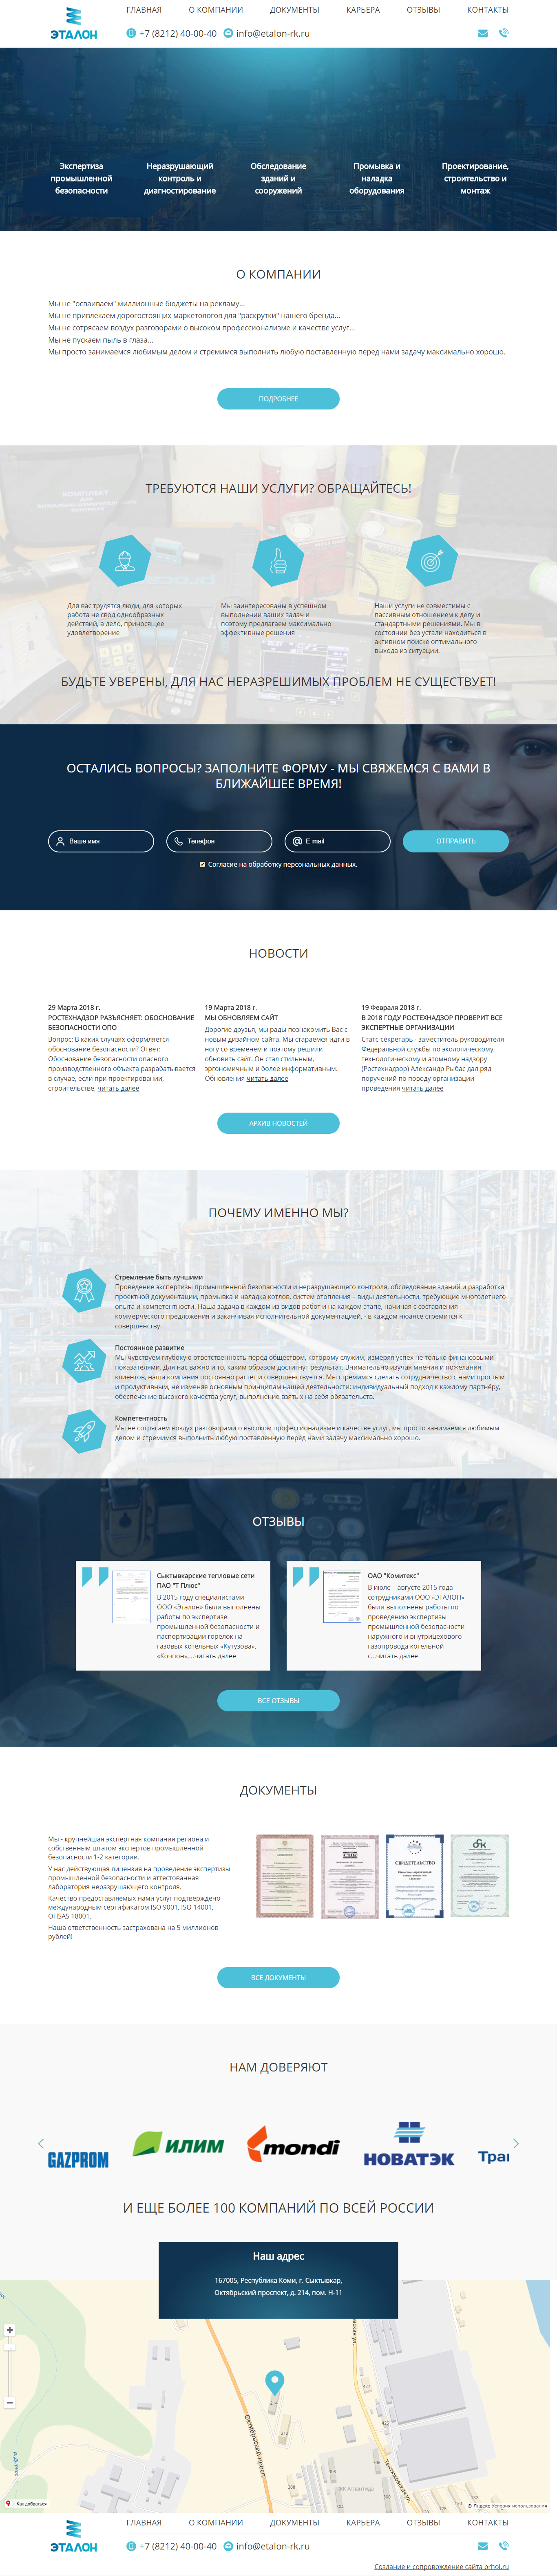 ЭТАЛОН
ГЛАВНАЯ О КОМПАНИИ ДОКУМЕНТЫ КАРЬЕРА ОТЗЫВЫ КОНТАКТЫ
+7 (8212) 40-00-40 info@etalon-rk.ru
Экспертиза промышленной безопасности
Неразрушающий контроль и диагностирование
Обследование зданий и сооружений
Промывка и наладка оборудования
Проектирование, строительство и монтаж
О КОМПАНИИ
Мы не "осваиваем" миллионные бюджеты на рекламу...
Мы не привлекаем дорогостоящих маркетологов для "раскрутки" нашего бренда...
Мы не сотрясаем воздух разговорами о высоком профессионализме и качестве услуг...
Мы не пускаем пыль в глаза...
Мы просто занимаемся любимым делом и стремимся выполнить любую поставленную перед нами задачу максимально хорошо.
ПОДРОБНЕЕ
ТРЕБУЮТСЯ НАШИ УСЛУГИ? ОБРАЩАЙТЕСЬ!
Для вас трудятся люди, для которых
работа не свод однообразных
действий, а дело, приносящее
удовлетворение
Мы заинтересованы в успешном
выполнении ваших задач и
поэтому предлагаем максимально
эффективные решения
Наши услуги не совместимы с
пассивным отношением к делу и
стандартными решениями. Мы в
состоянии без устали находиться в
активном поиске оптимального
выхода из ситуации.
БУДЬТЕ УВЕРЕНЫ, ДЛЯ НАС НЕРАЗРЕШИМЫХ ПРОБЛЕМ НЕ СУЩЕСТВУЕТ!
ОСТАЛИСЬ ВОПРОСЫ? ЗАПОЛНИТЕ ФОРМУ - МЫ СВЯЖЕМСЯ С ВАМИ В
БЛИЖАЙШЕЕ ВРЕМЯ!
Ваше имя Телефон E-mail ОТПРАВИТЬ
Согласие на обработку персональных данных.
НОВОСТИ
29 Марта 2018 г.
РОСТЕХНАДЗОР РАЗЪЯСНЯЕТ: ОБОСНОВАНИЕ
БЕЗОПАСНОСТИ ОПО
Вопрос: В каких случаях оформляется
обоснование безопасности? Ответ:
Обоснование безопасности опасного
производственного объекта разрабатывается
в случае, если при проектировании,
строительстве, читать далее
19 Марта 2018 г.
МЫ ОБНОВЛЯЕМ САЙТ
Дорогие друзья, мы рады познакомить Вас с
новым дизайном сайта. Мы стараемся идти в
ногу со временем и поэтому решили
обновить сайт. Он стал стильным,
эргономичным и более информативным.
Обновления читать далее
19 Февраля 2018 г.
В 2018 ГОДУ РОСТЕХНАДЗОР ПРОВЕРИТ ВСЕ
ЭКСПЕРТНЫЕ ОРГАНИЗАЦИИ
Статс-секретарь - заместитель руководителя
Федеральной службы по экологическому,
технологическому и атомному надзору
(Ростехнадзор) Александр Рыбас дал ряд
поручений по поводу организации
проведения читать далее
АРХИВ НОВОСТЕЙ
ПОЧЕМУ ИМЕННО МЫ?
Стремление быть лучшими
Проведение экспертизы промышленной безопасности и неразрушающего контроля, обследование зданий и разработка
проектной документации, промывка и наладка котлов, систем отопления – виды деятельности, требующие многолетнего
опыта и компетентности. Наша задача в каждом из видов работ и на каждом этапе, начиная с составления
коммерческого предложения и заканчивая исполнительной документацией, - в каждом нюансе стремится к
совершенству.
Постоянное развитие
Мы чувствуем глубокую ответственность перед обществом, которому служим, измеряя успех не только финансовыми
показателями. Для нас важно и то, каким образом достигнут результат. Внимательно изучая мнения и пожелания
клиентов, наша компания постоянно растет и совершенствуется. Мы стремимся сделать сотрудничество с нами простым
и продуктивным, не изменяя основным принципам нашей деятельности: индивидуальный подход к каждому партнёру,
обеспечение высокого качества услуг, выполнение взятых на себя обязательств.
Компетентность
Мы не сотрясаем воздух разговорами о высоком профессионализме и качестве услуг, мы просто занимаемся любимым
делом и стремимся выполнить любую поставленную перед нами задачу максимально хорошо.
ОТЗЫВЫ
Сыктывкарские тепловые сети
ПАО "Т Плюс"
В 2015 году специалистами
ООО «Эталон» были выполнены
работы по экспертизе
промышленной безопасности и
паспортизации горелок на
газовых котельных «Кутузова»,
«Кочпон»,...читать далее
ОАО "Комитекс"
В июле – августе 2015 года
сотрудниками ООО «ЭТАЛОН»
были выполнены работы по
проведению экспертизы
промышленной безопасности
наружного и внутрицехового
газопровода котельной
с...читать далее
ВСЕ ОТЗЫВЫ
ДОКУМЕНТЫ
Мы - крупнейшая экспертная компания региона и
собственным штатом экспертов промышленной
безопасности 1-2 категории.
У нас действующая лицензия на проведение экспертизы
промышленной безопасности и аттестованная
лаборатория неразрушающего контроля.
Качество предоставляемых нами услуг подтверждено
международным сертификатом ISO 9001, ISO 14001,
OHSAS 18001.
Наша ответственность застрахована на 5 миллионов
рублей!
СВИДЕТЕЛЬСТВО
ВСЕ ДОКУМЕНТЫ
НАМ ДОВЕРЯЮТ
GAZPROM ИЛИМ mondi НОВАТЭК Тран
И ЕЩЕ БОЛЕЕ 100 КОМПАНИЙ ПО ВСЕЙ РОССИИ
Наш адрес
167005, Республика Коми, г. Сыктывкар,
Октябрьский проспект, д. 214, пом. H-11
Октябрьский просп.
Тентюковская ул.
214
212
ЖК Атлантида
Как добраться
© Яндекс Условия использования
ЭТАЛОН
ГЛАВНАЯ О КОМПАНИИ ДОКУМЕНТЫ КАРЬЕРА ОТЗЫВЫ КОНТАКТЫ
+7 (8212) 40-00-40 info@etalon-rk.ru
Создание и сопровождение сайта prhol.ru